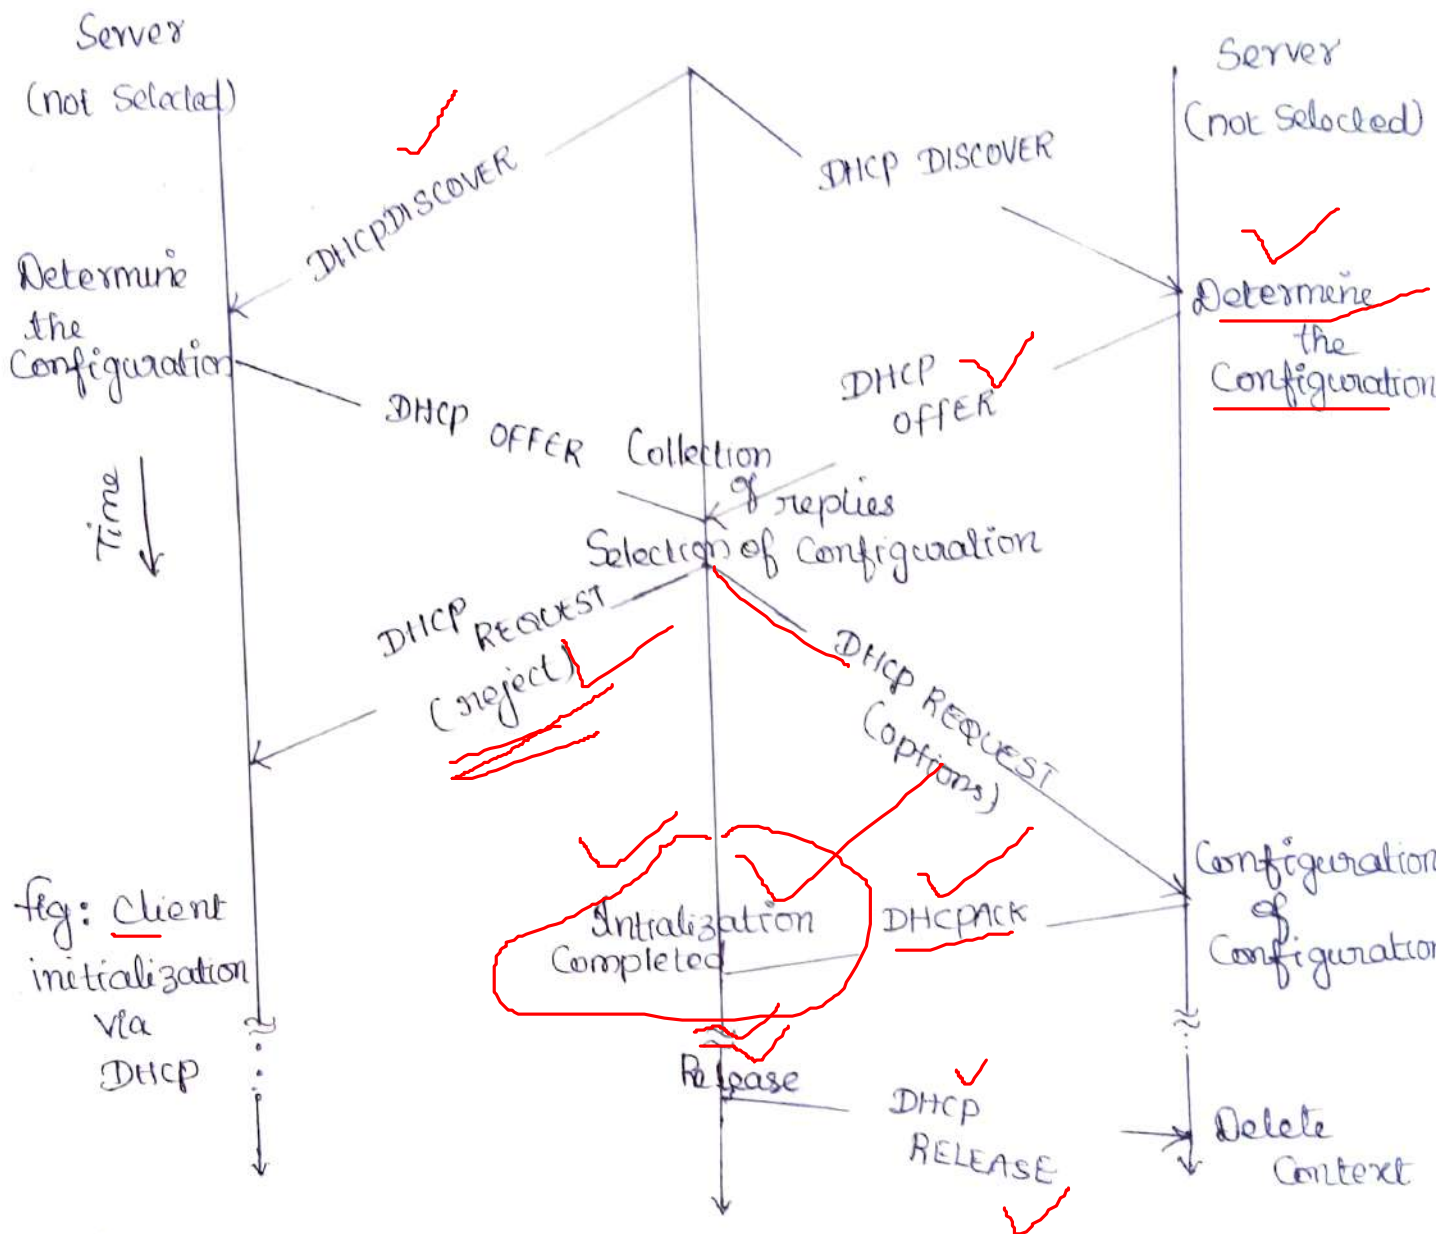 Server
(not Selected)
Server
(not Selocled)
DHCPDISCOVER
DHCP DISCOVER
Determine
the
Configuration
Determine
the
Configuration
DHCP OFFER
DHCP
OFFER
Collection
of replies
Selection of Configuration
Time
DHCP REQUEST
(reject)
DHCP REQUEST
(options)
fig: Client
initialization
via
DHCP
Intralization
Completed
DHCPACK
Configuration
of
Configuration
Release
DHCP
RELEASE
Delete
Context